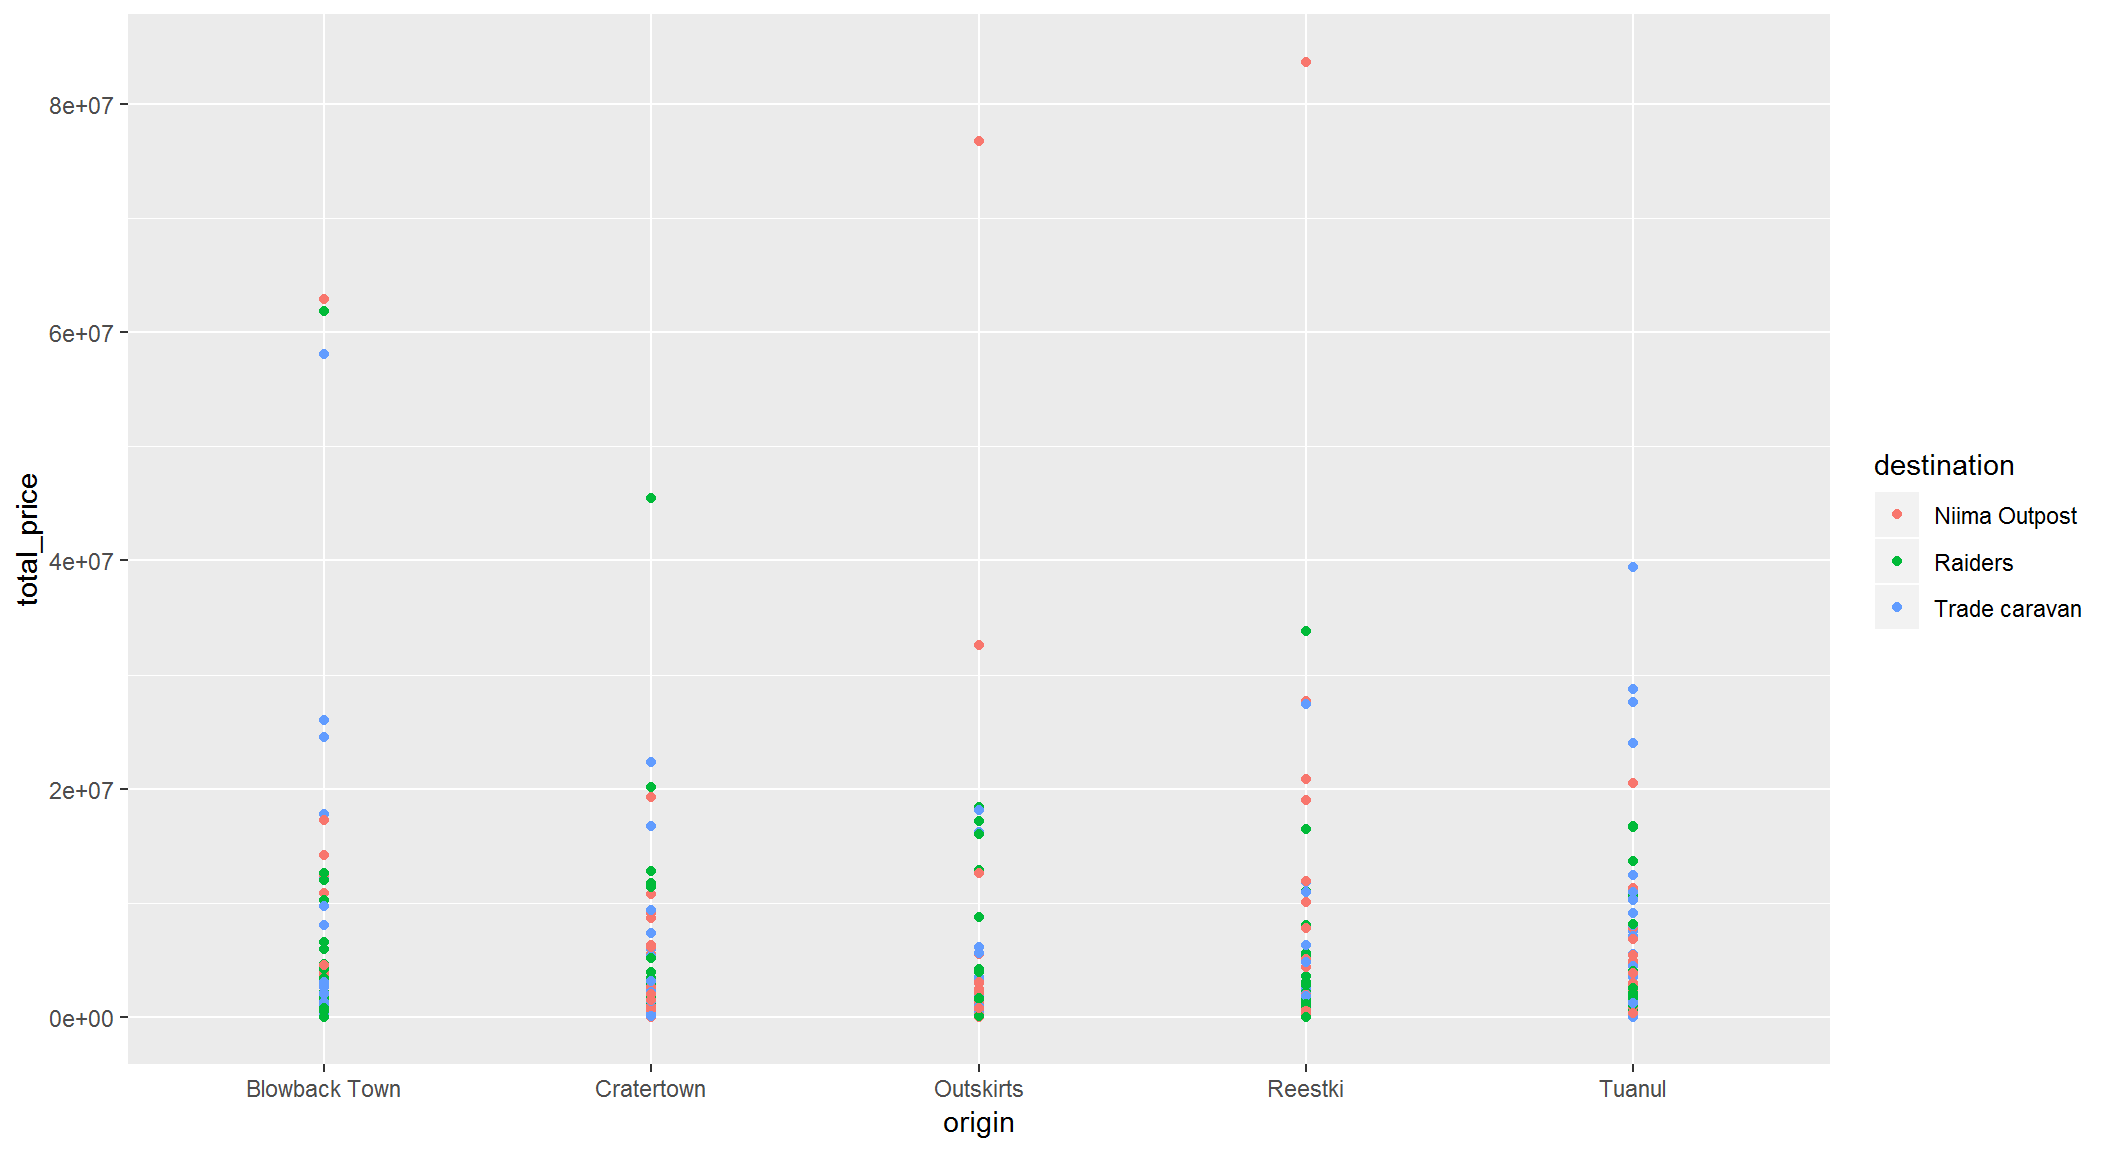 total_price
8e+07
6e+07
4e+07
2e+07
0e+00
Blowback Town
Cratertown
Outskirts
Reestki
Tuanul
origin
destination
Niima Outpost
Raiders
Trade caravan